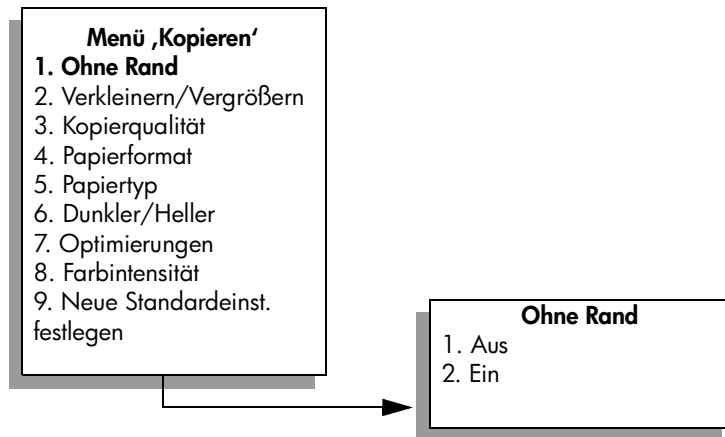 Menü ‚Kopieren‘
1. Ohne Rand
2. Verkleinern/Vergrößern
3. Kopierqualität
4. Papierformat
5. Papiertyp
6. Dunkler/Heller
7. Optimierungen
8. Farbintensität
9. Neue Standardeinst.
festlegen
Ohne Rand
1. Aus
2. Ein